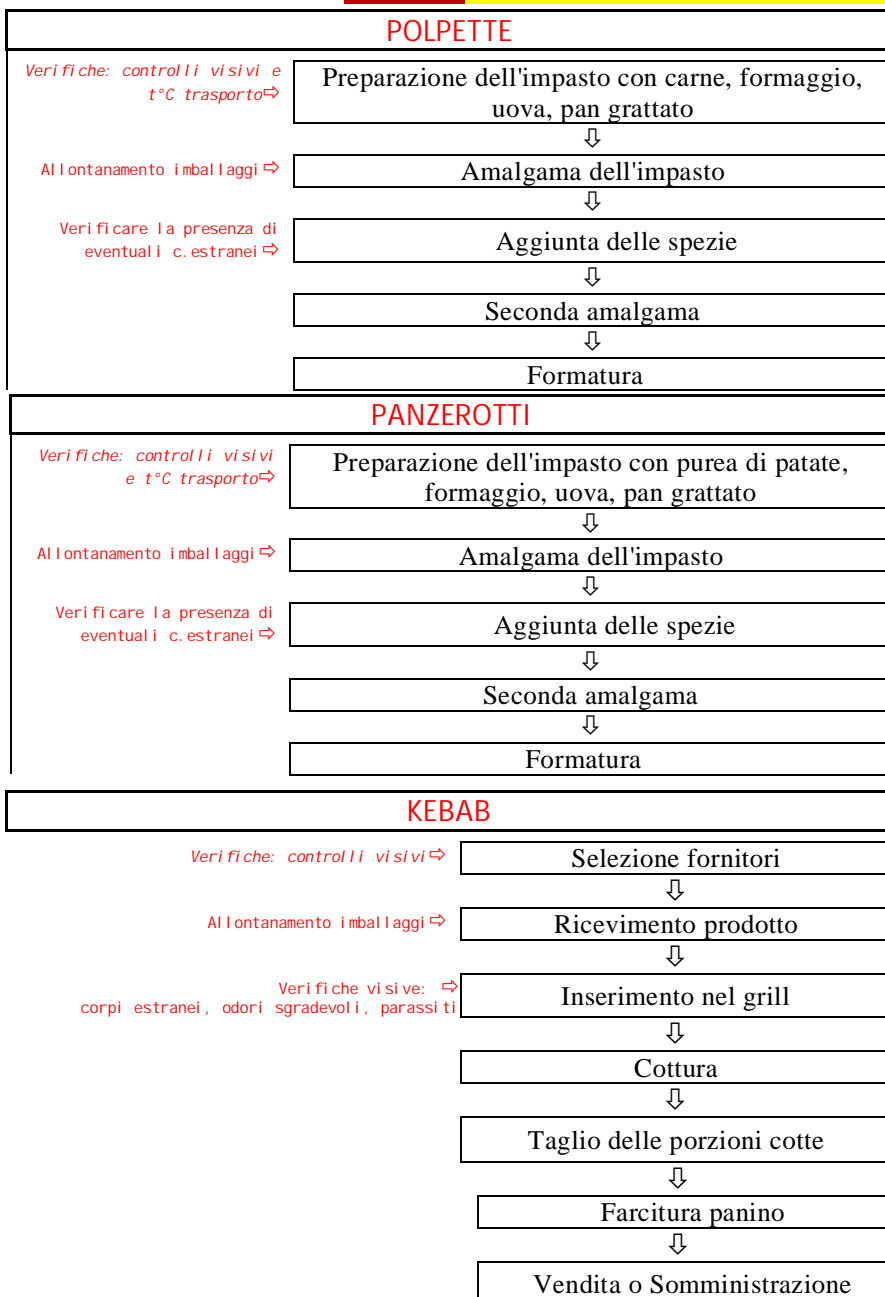 POLPETTE
Verifiche: controlli visivi e
t°C trasporto⇨
Preparazione dell'impasto con carne, formaggio,
uova, pan grattato
⇩
Allontanamento imballaggi⇨
Amalgama dell'impasto
⇩
Verificare la presenza di
eventuali c.estranei⇨
Aggiunta delle spezie
⇩
Seconda amalgama
⇩
Formatura
PANZEROTTI
Verifiche: controlli visivi
e t°C trasporto⇨
Preparazione dell'impasto con purea di patate,
formaggio, uova, pan grattato
⇩
Allontanamento imballaggi⇨
Amalgama dell'impasto
⇩
Verificare la presenza di
eventuali c.estranei⇨
Aggiunta delle spezie
⇩
Seconda amalgama
⇩
Formatura
KEBAB
Verifiche: controlli visivi⇨
Selezione fornitori
⇩
Allontanamento imballaggi⇨
Ricevimento prodotto
⇩
Verifiche visive: ⇨
corpi estranei, odori sgradevoli, parassiti
Inserimento nel grill
⇩
Cottura
⇩
Taglio delle porzioni cotte
⇩
Farcitura panino
⇩
Vendita o Somministrazione